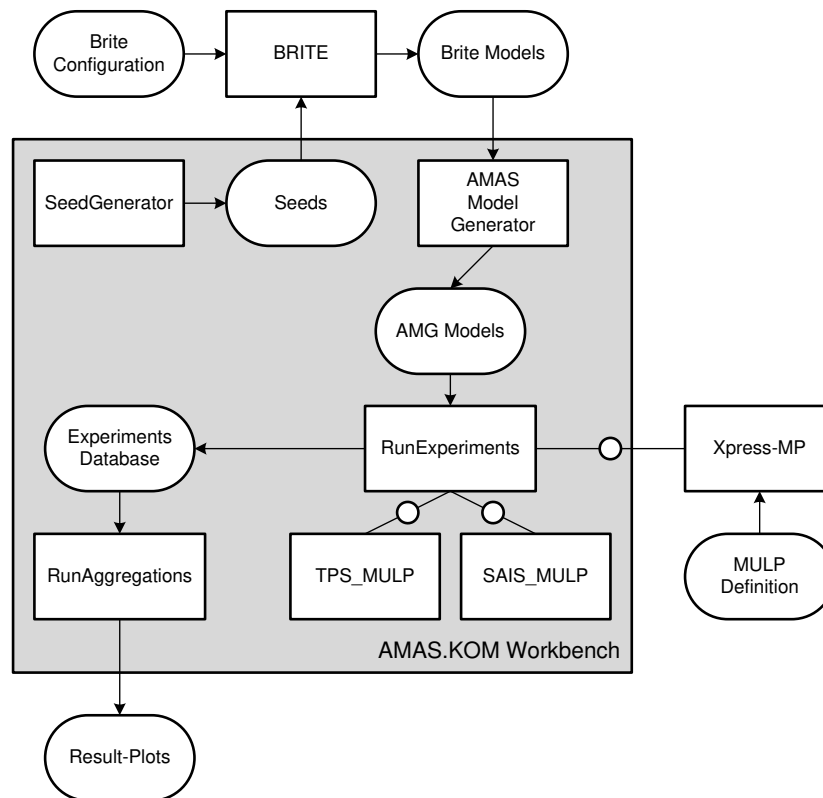 Brite
Configuration
BRITE
Brite Models
SeedGenerator
Seeds
AMAS
Model
Generator
AMG Models
Experiments
Database
RunExperiments
Xpress-MP
RunAggregations
TPS_MULP
SAIS_MULP
MULP
Definition
AMAS.KOM Workbench
Result-Plots